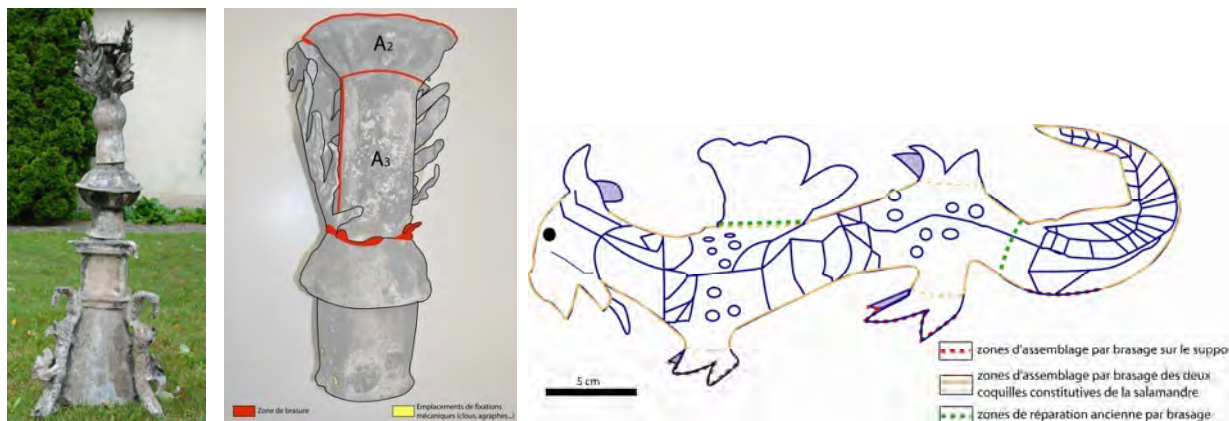 A2
A3
Zone de brasure
Emplacements de fixations
mécaniques (clous, agraphes...)
5 cm
zones d'assemblage par brasage sur le suppor
zones d'assemblage par brasage des deux
coquilles constitutives de la salamandre
zones de réparation ancienne par brasage